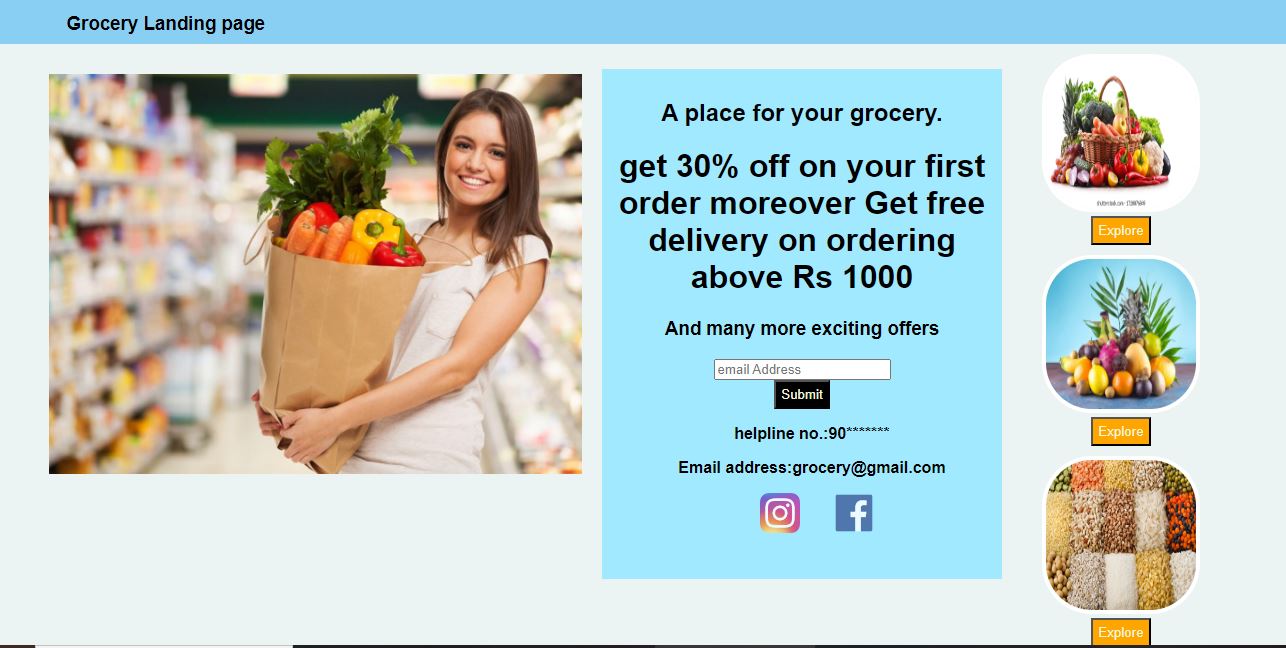 Grocery Landing page
A place for your grocery.
get 30% off on your first
order moreover Get free
delivery on ordering
above Rs 1000
And many more exciting offers
email Address
Submit
helpline no.:90*******
Email address:grocery@gmail.com
Explore
Explore
Explore